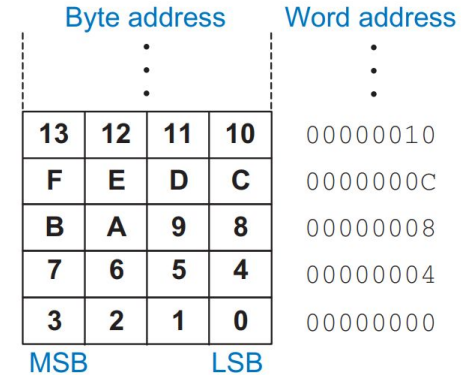 Byte address Word address
13 12 11 10 00000010
F E D C 0000000C
B A 9 8 00000008
7 6 5 4 00000004
3 2 1 0 00000000
MSB LSB